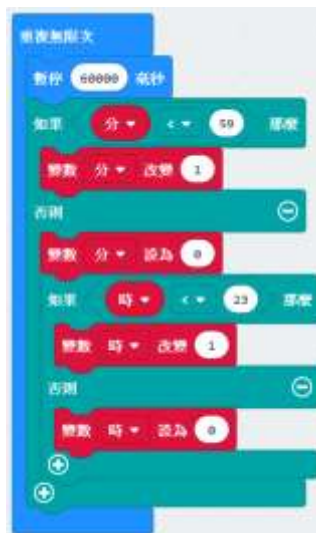 重複無限次
暫停 60000 毫秒
如果 分 < 59 那麼
變數 分 改變 1
否則
變數 分 設為 0
如果 時 < 23 那麼
變數 時 改變 1
否則
變數 時 設為 0